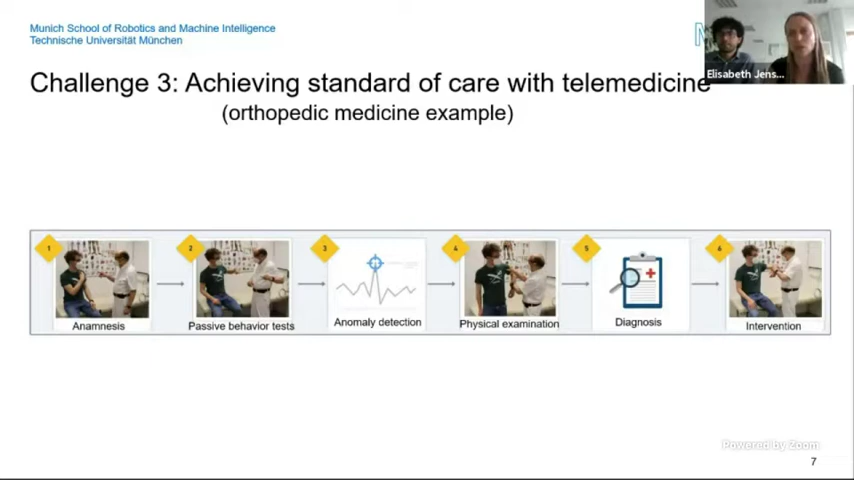 Munich School of Robotics and Machine Intelligence
Technische Universität München
Elisabeth Jens...
Challenge 3: Achieving standard of care with telemedicine
(orthopedic medicine example)
1 2 3 4 5 6
Anamnesis
Passive behavior tests
Anomaly detection
Physical examination
Diagnosis
Intervention
Powered by Zoom
7